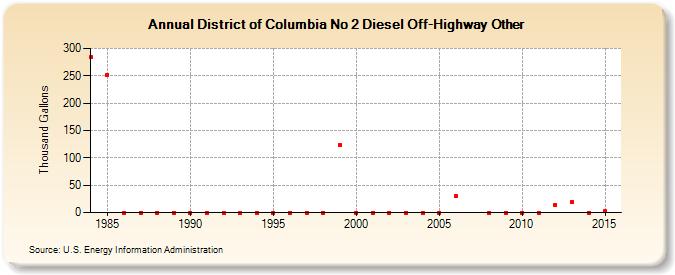 Annual District of Columbia No 2 Diesel Off-Highway Other
Thousand Gallons
300
250
200
150
100
50
0
1985 1990 1995 2000 2005 2010 2015
Source: U.S. Energy Information Administration